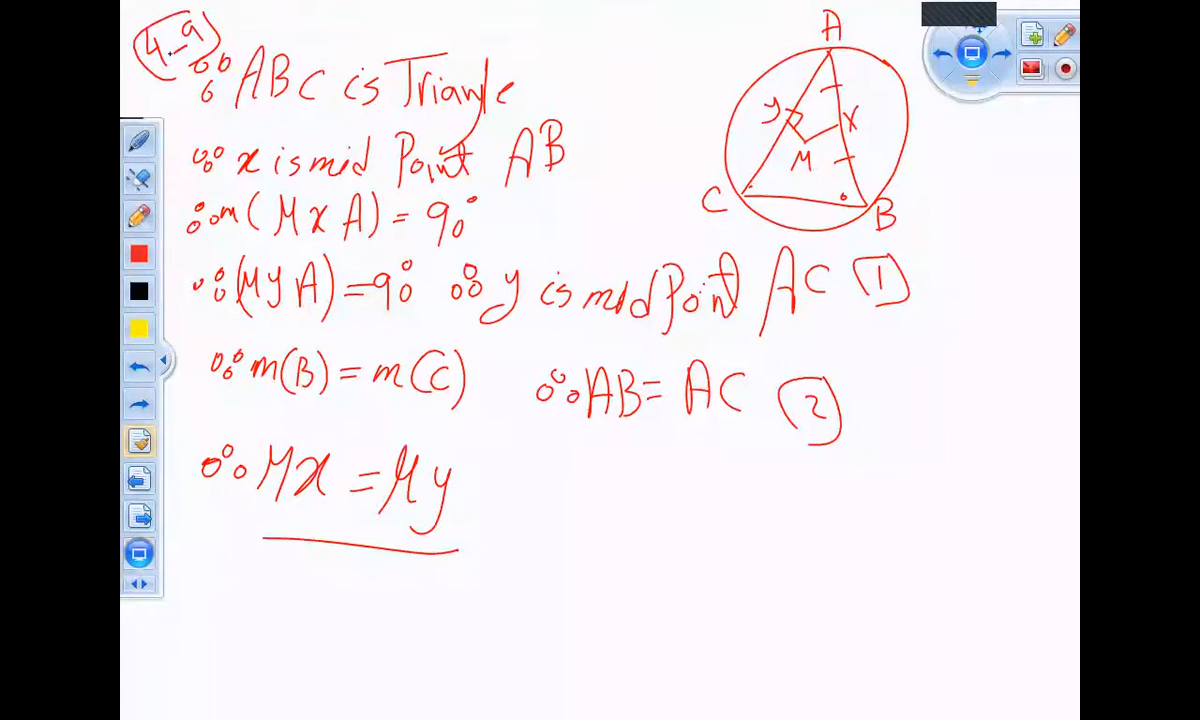 4-a
∵ ABC is Triangle
∵ x is mid Point AB
∴ m(MXA) = 90°
∵ (MYA) = 90° ∴ y is mid Point AC 1
∵ m(B) = m(C) ∴ AB = AC 2
∴ Mx = My
A
y
X
M
C
B